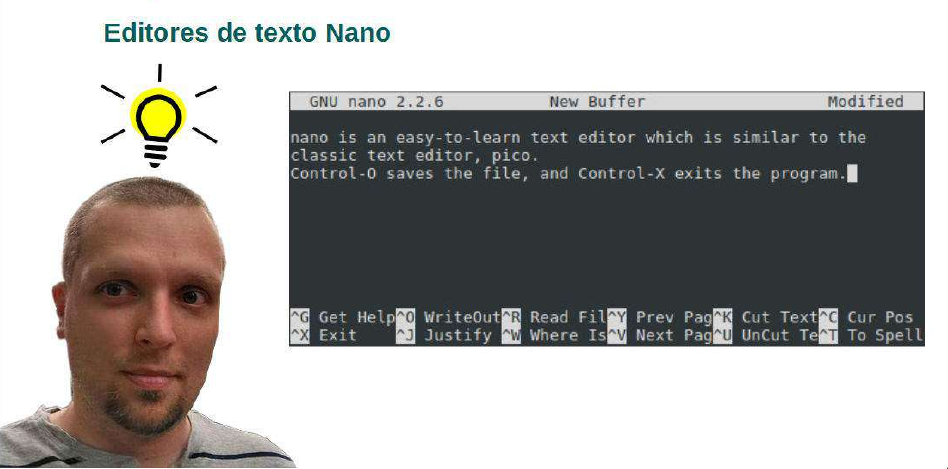 Editores de texto Nano
GNU nano 2.2.6 New Buffer Modified
nano is an easy-to-learn text editor which is similar to the
classic text editor, pico.
Control-O saves the file, and Control-X exits the program.
^G Get Help^O WriteOut^R Read Fil^Y Prev Pag^K Cut Text^C Cur Pos
^X Exit ^J Justify ^W Where Is^V Next Pag^U UnCut Te^T To Spell